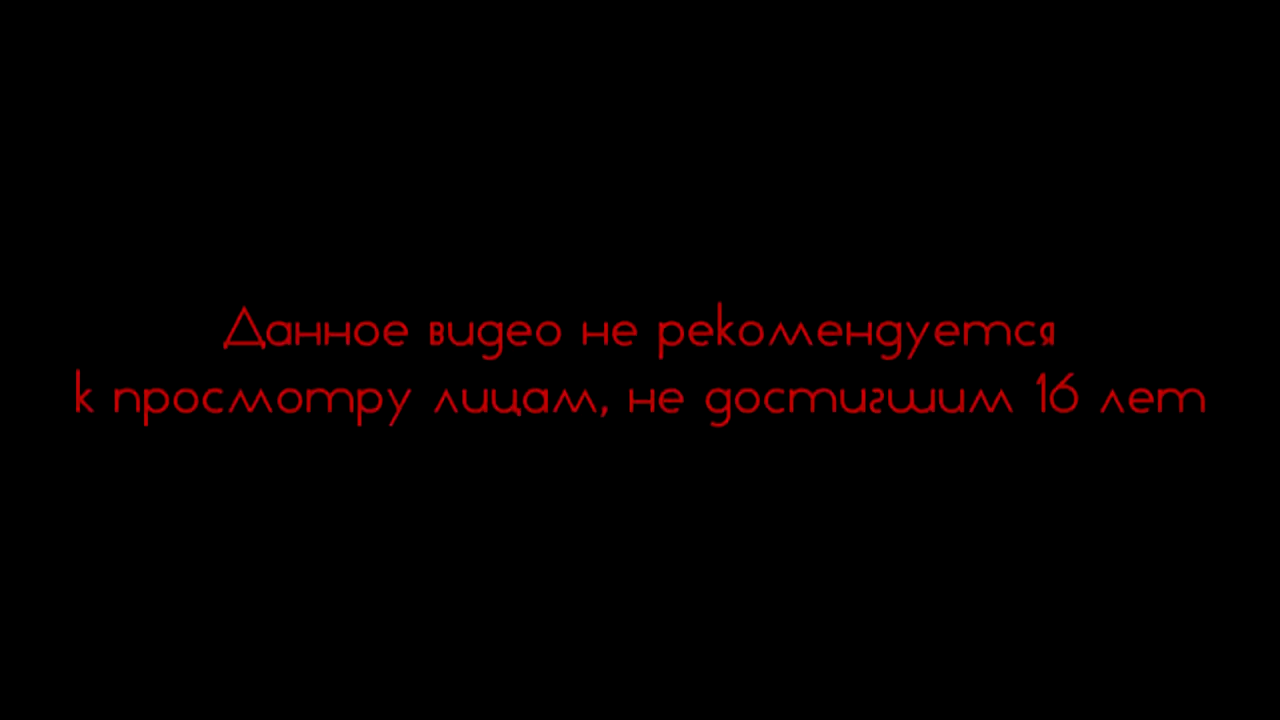 Данное видео не рекомендуется
к просмотру лицам, не достигшим 16 лет